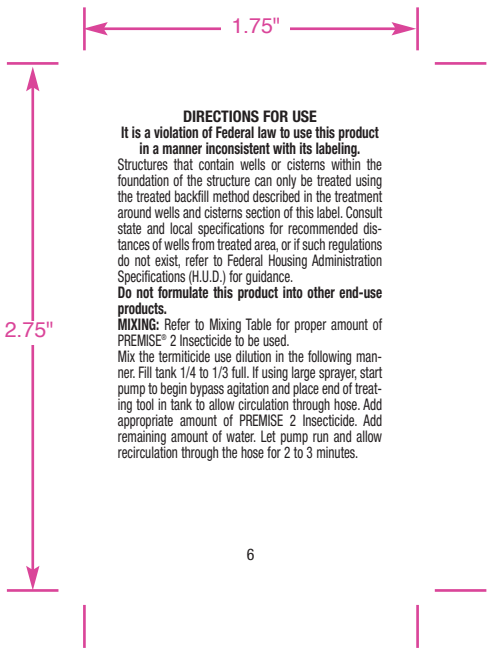 1.75"
DIRECTIONS FOR USE
It is a violation of Federal law to use this product
in a manner inconsistent with its labeling.
Structures that contain wells or cisterns within the
foundation of the structure can only be treated using
the treated backfill method described in the treatment
around wells and cisterns section of this label. Consult
state and local specifications for recommended dis-
tances of wells from treated area, or if such regulations
do not exist, refer to Federal Housing Administration
Specifications (H.U.D.) for guidance.
Do not formulate this product into other end-use
products.
2.75"
MIXING: Refer to Mixing Table for proper amount of
PREMISE® 2 Insecticide to be used.
Mix the termiticide use dilution in the following man-
ner. Fill tank 1/4 to 1/3 full. If using large sprayer, start
pump to begin bypass agitation and place end of treat-
ing tool in tank to allow circulation through hose. Add
appropriate amount of PREMISE 2 Insecticide. Add
remaining amount of water. Let pump run and allow
recirculation through the hose for 2 to 3 minutes.
6